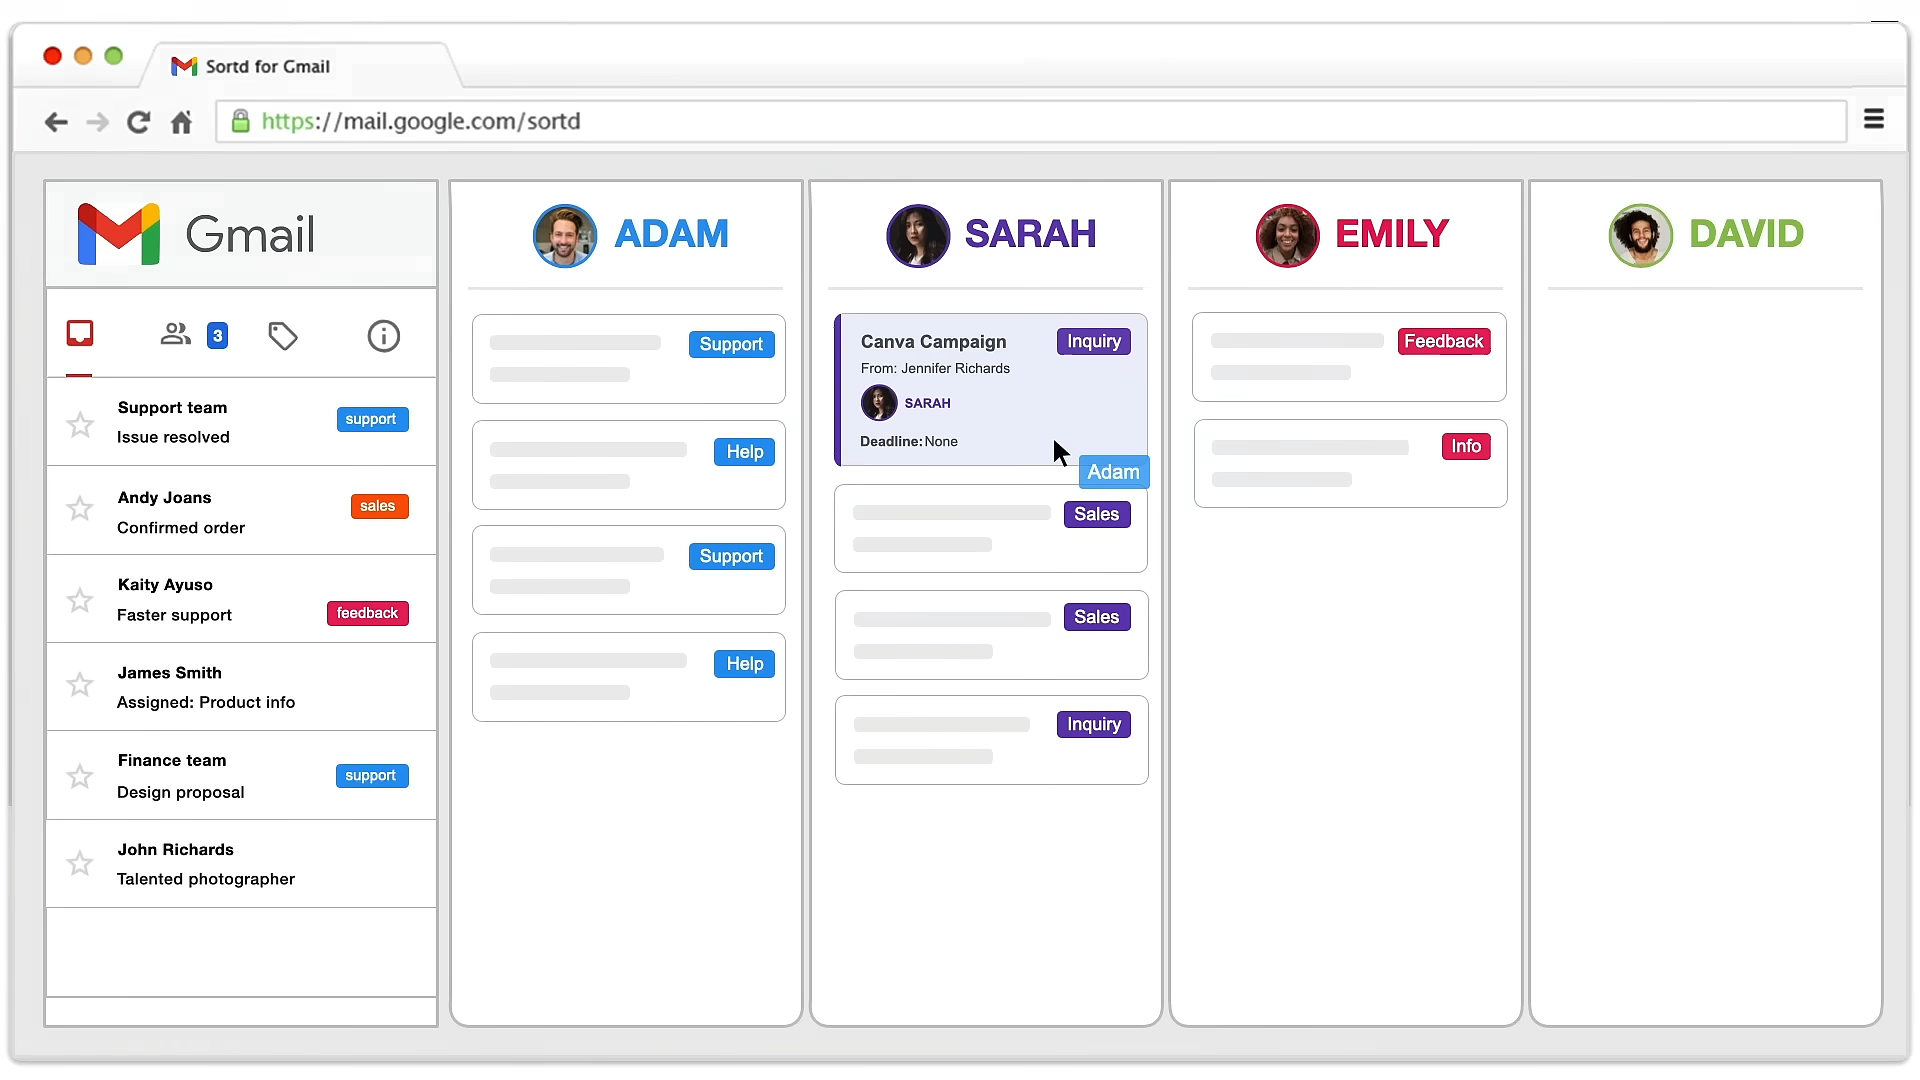 Sortd for Gmail
https://mail.google.com/sortd
Gmail
3
Support team
support
Issue resolved
Andy Joans
sales
Confirmed order
Kaity Ayuso
Faster support
feedback
James Smith
Assigned: Product info
Finance team
support
Design proposal
John Richards
Talented photographer
ADAM
Support
Help
Support
Help
SARAH
Canva Campaign
Inquiry
From: Jennifer Richards
SARAH
Deadline: None
Adam
Sales
Sales
Inquiry
EMILY
Feedback
Info
DAVID